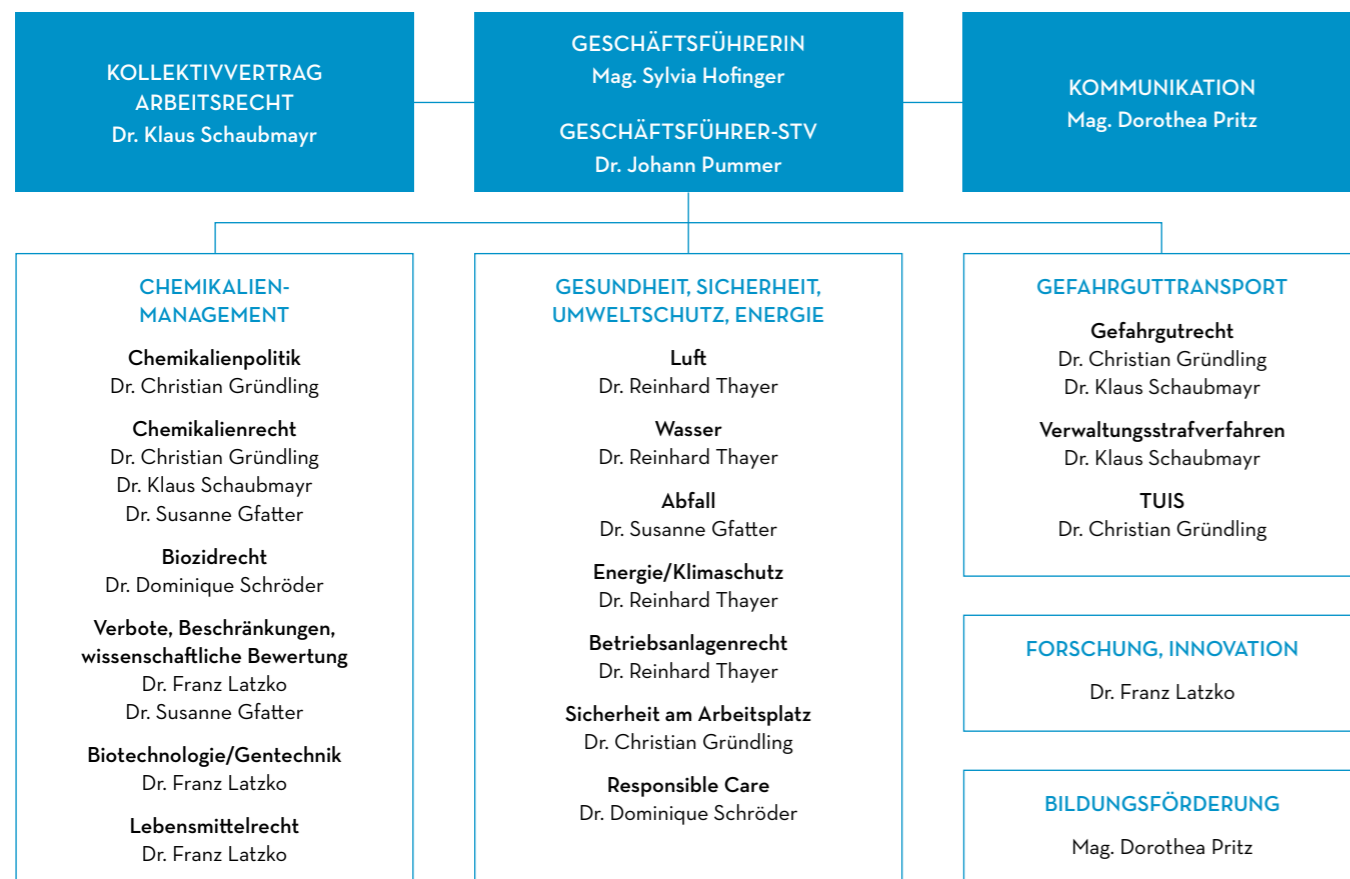 KOLLEKTIVVERTRAG
ARBEITSRECHT
Dr. Klaus Schaubmayr
GESCHÄFTSFÜHRERIN
Mag. Sylvia Hofinger
GESCHÄFTSFÜHRER-STV
Dr. Johann Pummer
KOMMUNIKATION
Mag. Dorothea Pritz
CHEMIKALIEN-
MANAGEMENT
Chemikalienpolitik
Dr. Christian Gründling
Chemikalienrecht
Dr. Christian Gründling
Dr. Klaus Schaubmayr
Dr. Susanne Gfatter
Biozidrecht
Dr. Dominique Schröder
Verbote, Beschränkungen,
wissenschaftliche Bewertung
Dr. Franz Latzko
Dr. Susanne Gfatter
Biotechnologie/Gentechnik
Dr. Franz Latzko
Lebensmittelrecht
Dr. Franz Latzko
GESUNDHEIT, SICHERHEIT,
UMWELTSCHUTZ, ENERGIE
Luft
Dr. Reinhard Thayer
Wasser
Dr. Reinhard Thayer
Abfall
Dr. Susanne Gfatter
Energie/Klimaschutz
Dr. Reinhard Thayer
Betriebsanlagenrecht
Dr. Reinhard Thayer
Sicherheit am Arbeitsplatz
Dr. Christian Gründling
Responsible Care
Dr. Dominique Schröder
GEFAHRGUTTRANSPORT
Gefahrgutrecht
Dr. Christian Gründling
Dr. Klaus Schaubmayr
Verwaltungsstrafverfahren
Dr. Klaus Schaubmayr
TUIS
Dr. Christian Gründling
FORSCHUNG, INNOVATION
Dr. Franz Latzko
BILDUNGSFÖRDERUNG
Mag. Dorothea Pritz